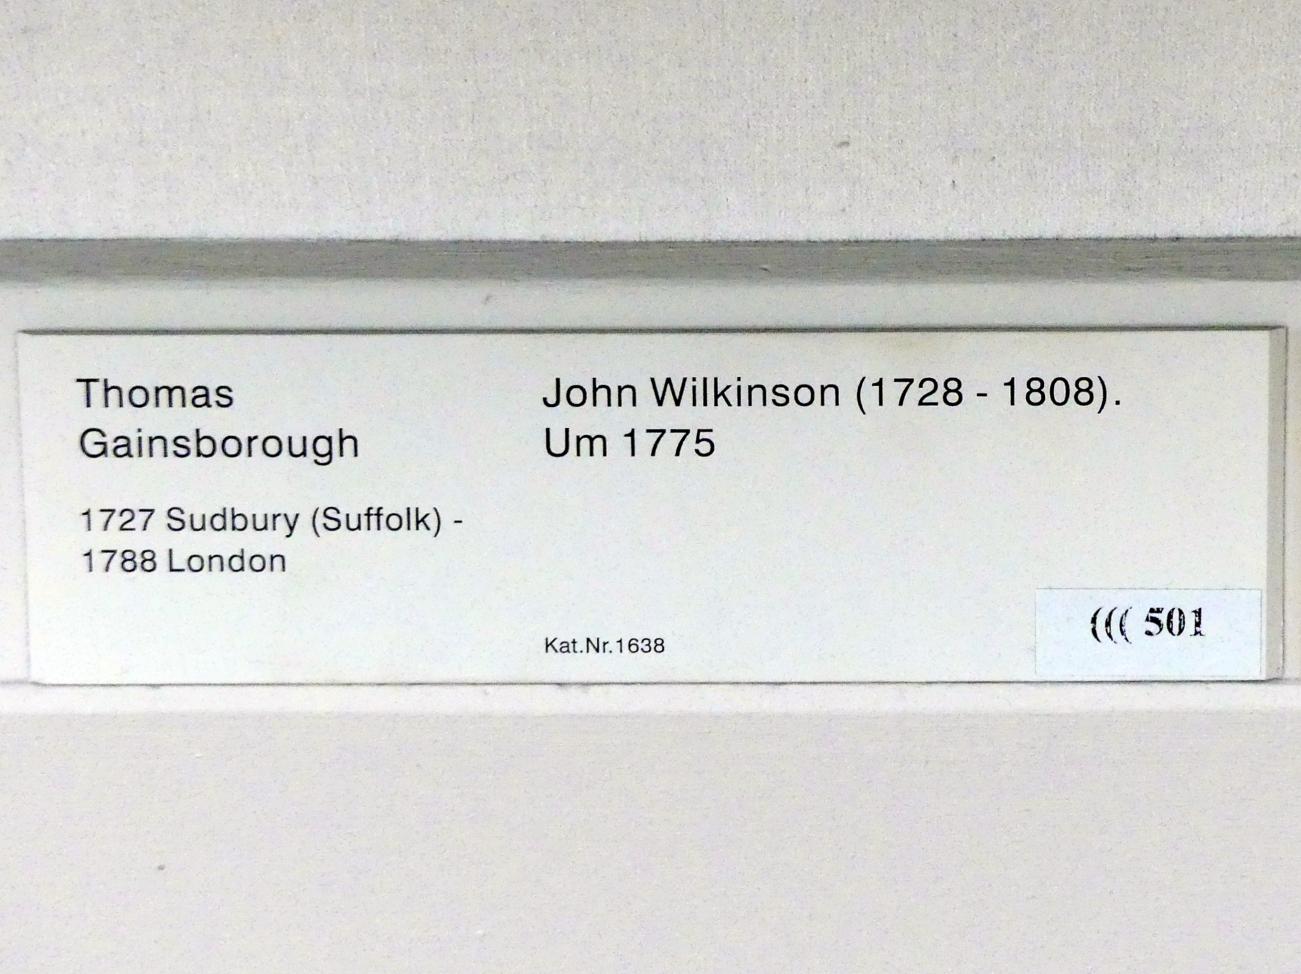 Thomas
Gainsborough
1727 Sudbury (Suffolk) -
1788 London
John Wilkinson (1728 - 1808).
Um 1775
Kat.Nr.1638
((( 501